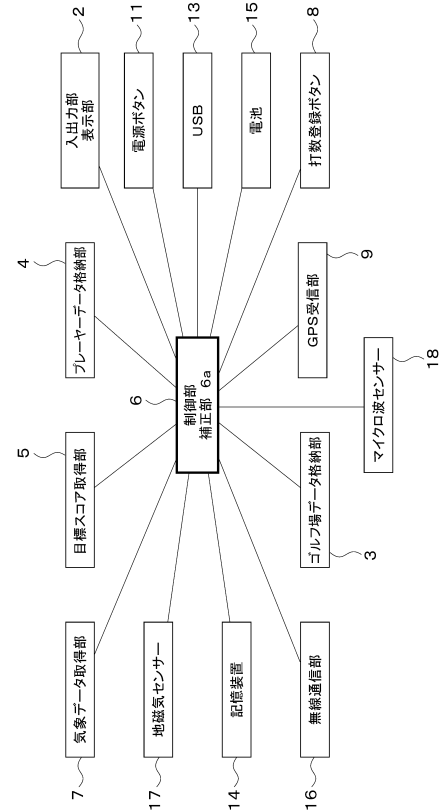 7
気象データ取得部
5
目標スコア取得部
4
プレーヤーデータ格納部
2
入出力部
表示部
17
地磁気センサー
6
制御部
補正部 6a
11
電源ボタン
13
USB
14
記憶装置
15
電池
16
無線通信部
3
ゴルフ場データ格納部
18
マイクロ波センサー
9
GPS受信部
8
打数登録ボタン